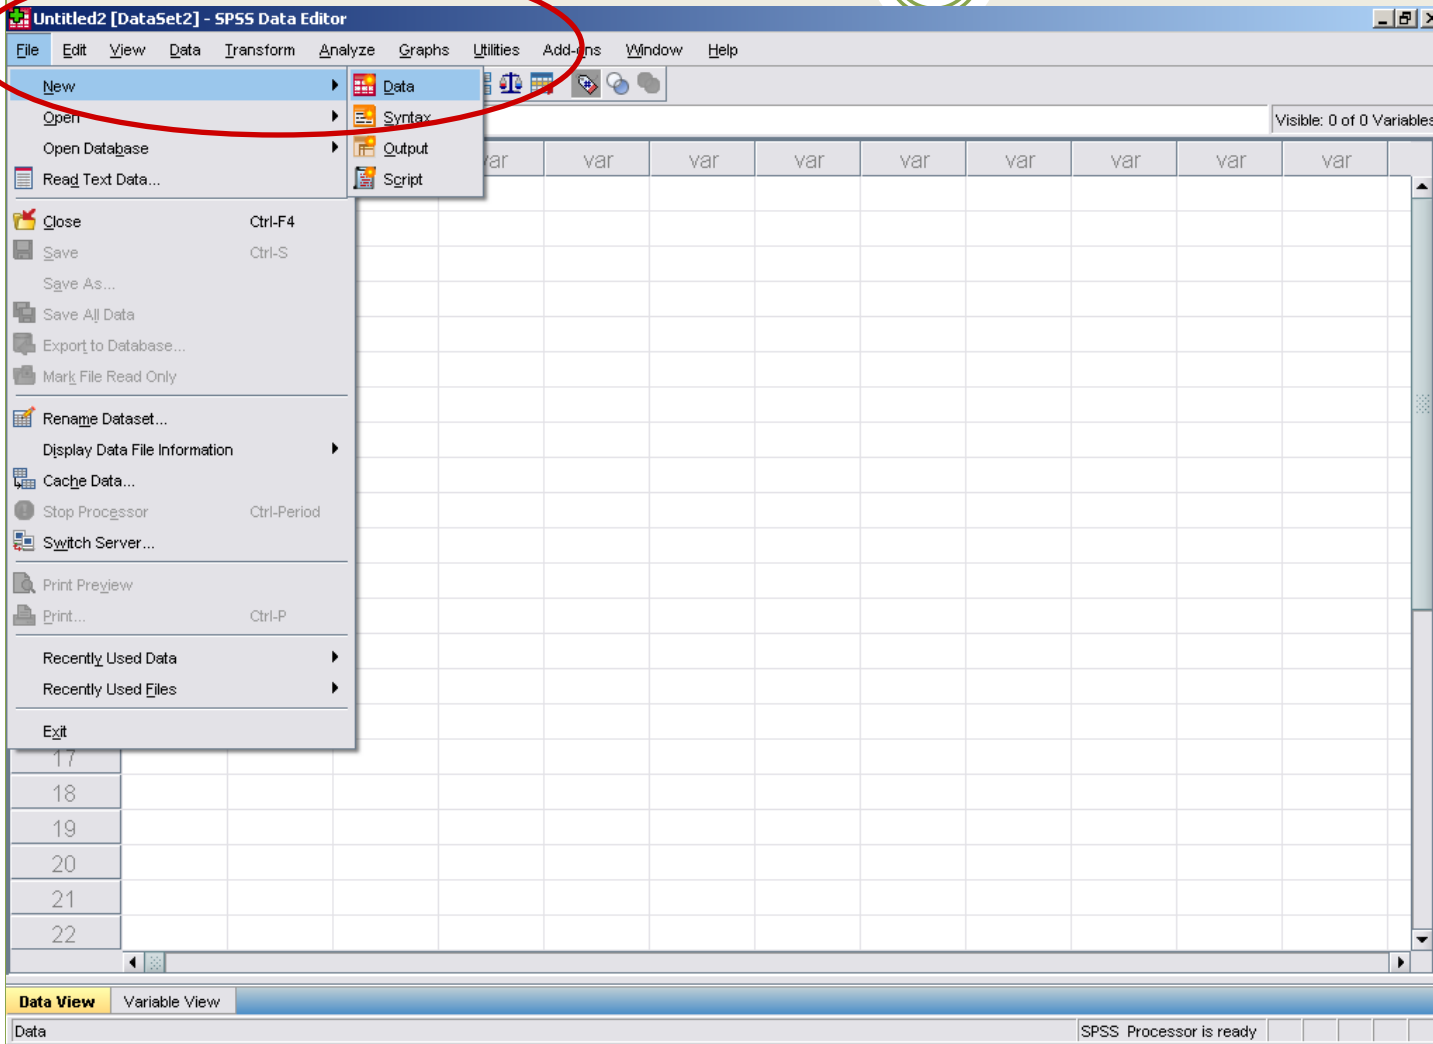 Untitled2 [DataSet2] - SPSS Data Editor
File Edit View Data Transform Analyze Graphs Utilities Add-ons Window Help
New Data
Open Syntax
Visible: 0 of 0 Variables
Open Database Output
var var var var var var var var var
Read Text Data... Script
Close Ctrl-F4
Save Ctrl-S
Save As...
Save All Data
Export to Database...
Mark File Read Only
Rename Dataset...
Display Data File Information
Cache Data...
Stop Processor Ctrl-Period
Switch Server...
Print Preview
Print... Ctrl-P
Recently Used Data
Recently Used Files
Exit
17
18
19
20
21
22
Data View Variable View
Data SPSS Processor is ready